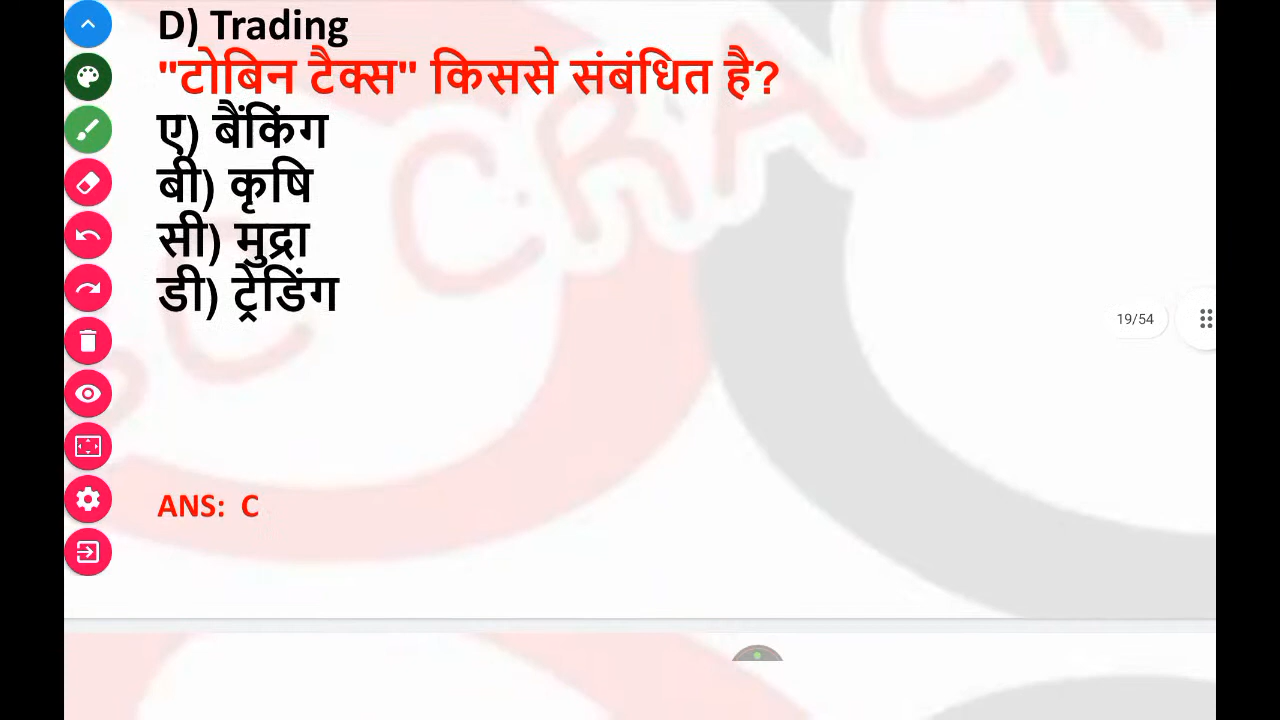 D) Trading
"टोबिन टैक्स" किससे संबंधित है?
ए) बैंकिंग
बी) कृषि
सी) मुद्रा
डी) ट्रेडिंग
19/54
ANS: C